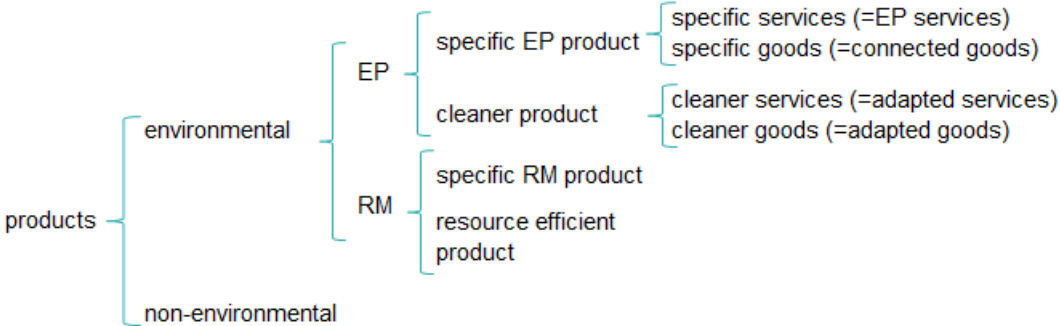 products
environmental
non-environmental
EP
RM
specific EP product
cleaner product
specific RM product
resource efficient
product
specific services (=EP services)
specific goods (=connected goods)
cleaner services (=adapted services)
cleaner goods (=adapted goods)